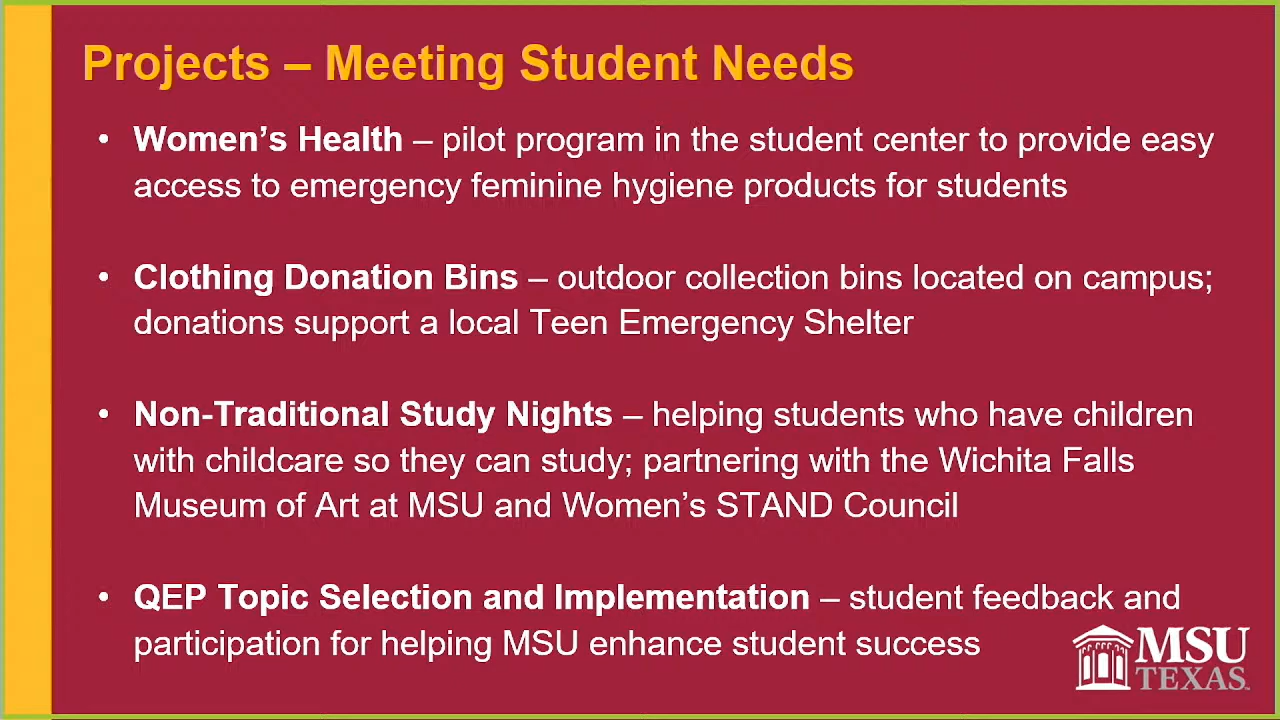 Projects – Meeting Student Needs
• Women’s Health – pilot program in the student center to provide easy
access to emergency feminine hygiene products for students
• Clothing Donation Bins – outdoor collection bins located on campus;
donations support a local Teen Emergency Shelter
• Non-Traditional Study Nights – helping students who have children
with childcare so they can study; partnering with the Wichita Falls
Museum of Art at MSU and Women’s STAND Council
• QEP Topic Selection and Implementation – student feedback and
participation for helping MSU enhance student success
MSU
TEXAS™